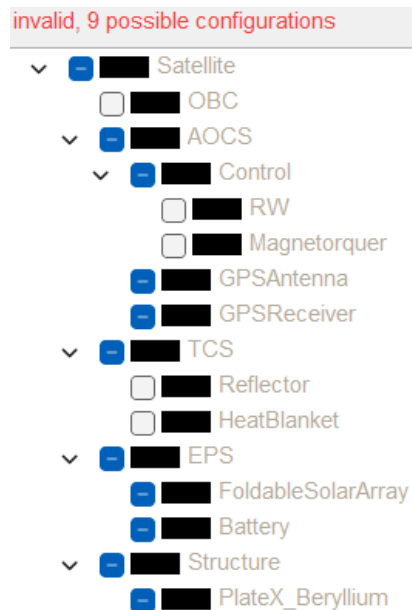 invalid, 9 possible configurations
Satellite
OBC
AOCS
Control
RW
Magnetorquer
GPSAntenna
GPSReceiver
TCS
Reflector
HeatBlanket
EPS
FoldableSolarArray
Battery
Structure
PlateX_Beryllium